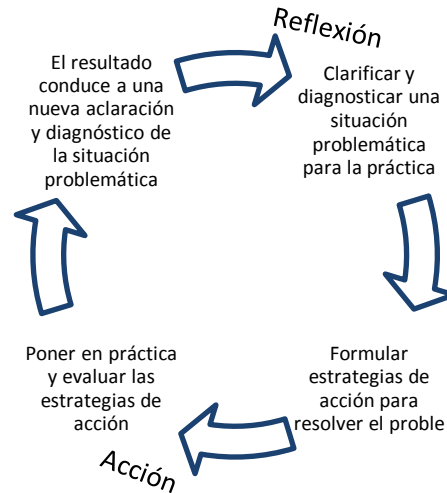 Reflexión
El resultado
conduce a una
nueva aclaración
y diagnóstico de
la situación
problemática
Clarificar y
diagnosticar una
situación
problemática
para la práctica
Formular
estrategias de
acción para
resolver el proble
Poner en práctica
y evaluar las
estrategias de
acción
Acción